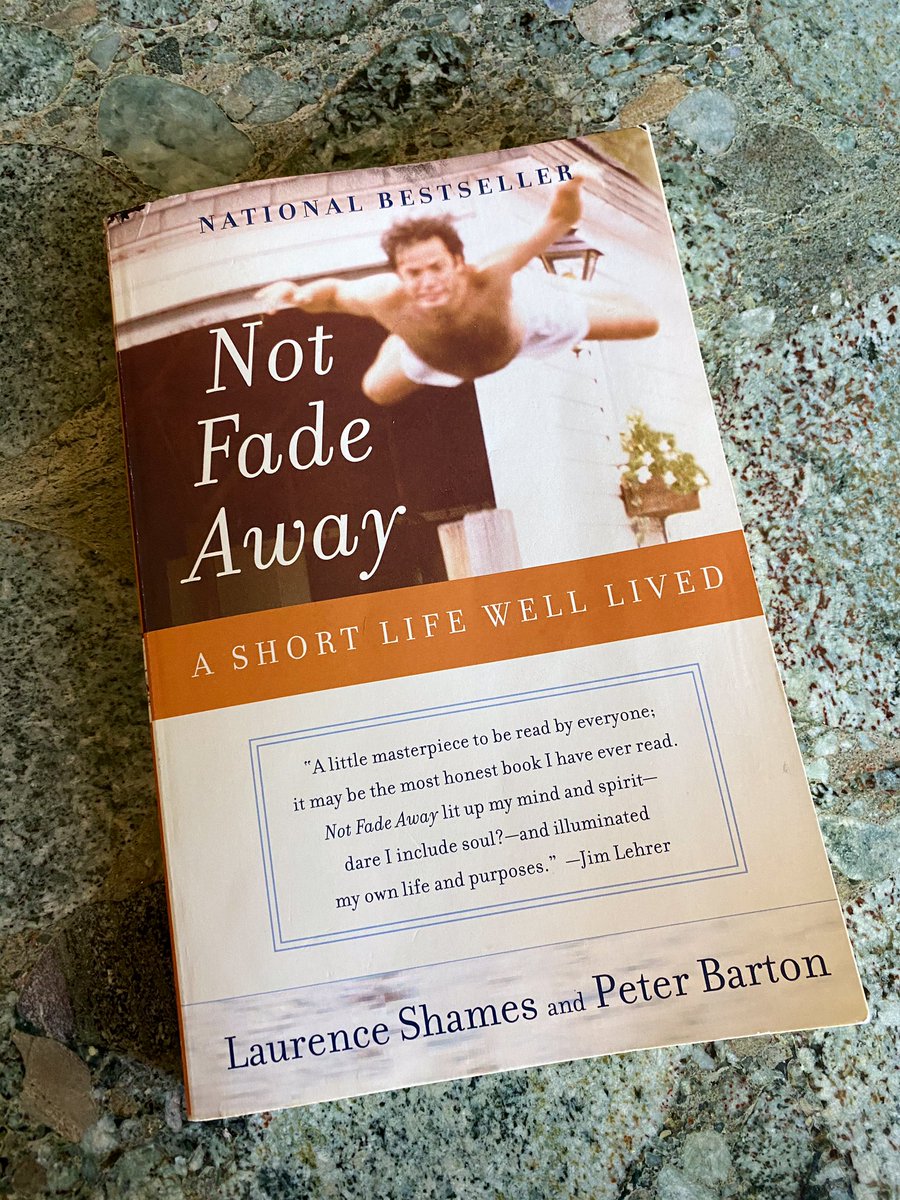 NATIONAL BESTSELLER
Not
Fade
Away
A SHORT LIFE WELL LIVED
“A little masterpiece to be read by everyone;
it may be the most honest book I have ever read.
Not Fade Away lit up my mind and spirit—
dare I include soul?—and illuminated
my own life and purposes.” —Jim Lehrer
Laurence Shames and Peter Barton